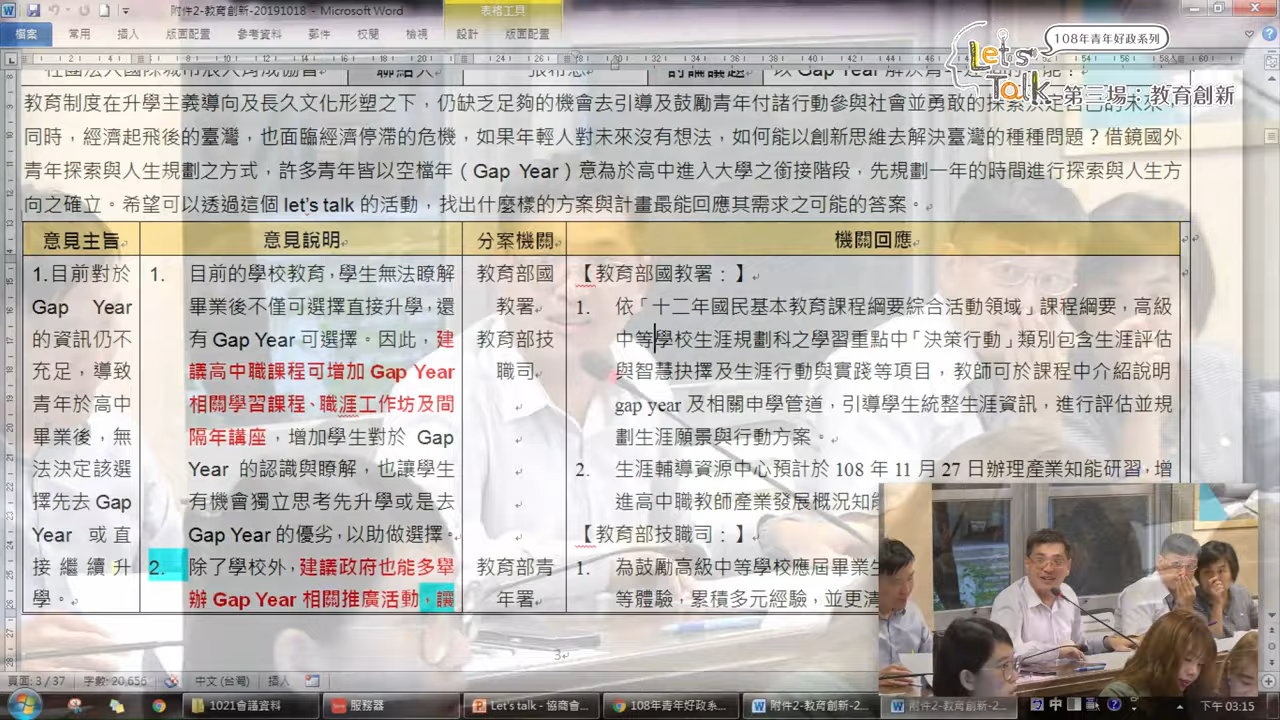 附件2-教育創新-20191018 - Microsoft Word
表格工具
檔案 常用 插入 版面配置 參考資料 郵件 校閱 檢視 設計 版面配置
108年青年好政系列
Let's Talk 第三場：教育創新
教育制度在升學主義導向及長久文化形塑之下，仍缺乏足夠的機會去引導及鼓勵青年付諸行動參與社會並勇敢的探索決定自己的未來，
同時，經濟起飛後的臺灣，也面臨經濟停滯的危機，如果年輕人對未來沒有想法，如何能以創新思維去解決臺灣的種種問題？借鏡國外
青年探索與人生規劃之方式，許多青年皆以空檔年（Gap Year）意為於高中進入大學之銜接階段，先規劃一年的時間進行探索與人生方
向之確立。希望可以透過這個 let's talk 的活動，找出什麼樣的方案與計畫最能回應其需求之可能的答案。
意見主旨 意見說明 分案機關 機關回應
1.目前對於
Gap Year
的資訊仍不
充足，導致
青年於高中
畢業後，無
法決定該選
擇先去 Gap
Year 或直
接繼續升
學。
1. 目前的學校教育，學生無法瞭解
畢業後不僅可選擇直接升學，還
有 Gap Year 可選擇。因此，建
議高中職課程可增加 Gap Year
相關學習課程、職涯工作坊及間
隔年講座，增加學生對於 Gap
Year 的認識與瞭解，也讓學生
有機會獨立思考先升學或是去
Gap Year 的優劣，以助做選擇。
2. 除了學校外，建議政府也能多舉
辦 Gap Year 相關推廣活動，讓
教育部國
教署
教育部技
職司
教育部青
年署
【教育部國教署：】
1. 依「十二年國民基本教育課程綱要綜合活動領域」課程綱要，高級
中等學校生涯規劃科之學習重點中「決策行動」類別包含生涯評估
與智慧抉擇及生涯行動與實踐等項目，教師可於課程中介紹說明
gap year 及相關申學管道，引導學生統整生涯資訊，進行評估並規
劃生涯願景與行動方案。
2. 生涯輔導資源中心預計於 108 年 11 月 27 日辦理產業知能研習，增
進高中職教師產業發展概況知能
【教育部技職司：】
1. 為鼓勵高級中等學校應屆畢業生
等體驗，累積多元經驗，並更清
3
頁面: 3 / 37 字數: 20,656 中文 (台灣) 插入
1021會議資料 服務器 Let's talk - 協商會... 108年青年好政系... 附件2-教育創新-2... 附件2-教育創新-2... 中 下午 03:15